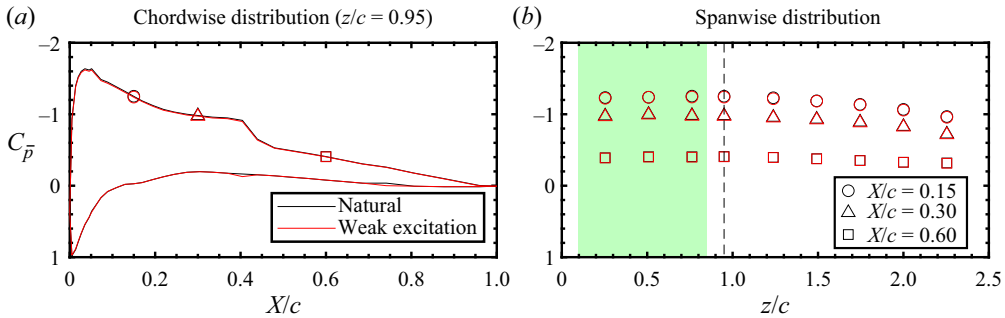 (a) Chordwise distribution (z/c = 0.95)
−2
−1
0
1
C_p̄
0
0.2
0.4
0.6
0.8
1.0
X/c
Natural
Weak excitation
(b) Spanwise distribution
−2
−1
0
1
0
0.5
1.0
1.5
2.0
2.5
z/c
X/c = 0.15
X/c = 0.30
X/c = 0.60